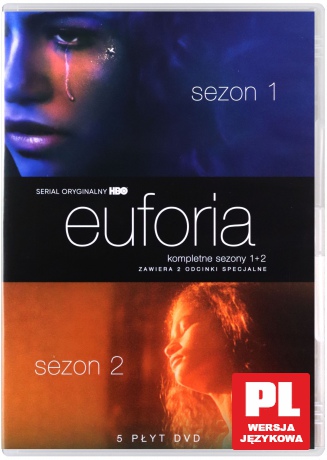 sezon 1
SERIAL ORYGINALNY HBO
euforia
kompletne sezony 1+2
ZAWIERA 2 ODCINKI SPECJALNE
sezon 2
PL
WERSJA
JĘZYKOWA
5 PŁYT DVD